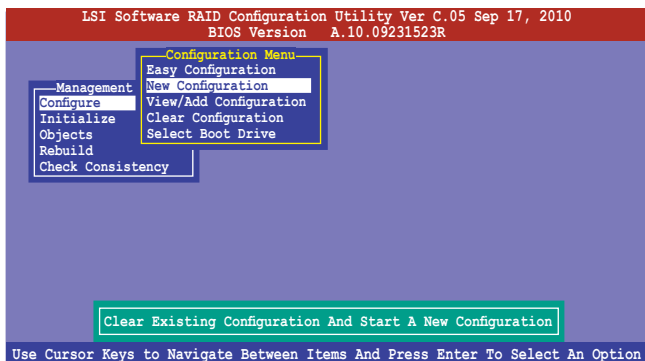 LSI Software RAID Configuration Utility Ver C.05 Sep 17, 2010
BIOS Version A.10.09231523R
Configuration Menu
Easy Configuration
New Configuration
View/Add Configuration
Clear Configuration
Select Boot Drive
Management
Configure
Initialize
Objects
Rebuild
Check Consistency
Clear Existing Configuration And Start A New Configuration
Use Cursor Keys to Navigate Between Items And Press Enter To Select An Option